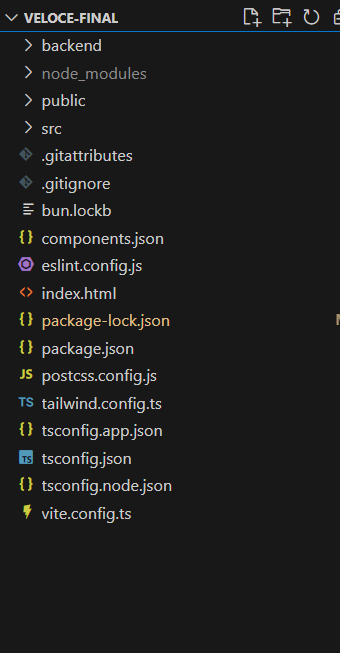 VELOCE-FINAL
backend
node_modules
public
src
.gitattributes
.gitignore
bun.lockb
{} components.json
eslint.config.js
<> index.html
{} package-lock.json
{} package.json
JS postcss.config.js
TS tailwind.config.ts
{} tsconfig.app.json
TS tsconfig.json
{} tsconfig.node.json
vite.config.ts